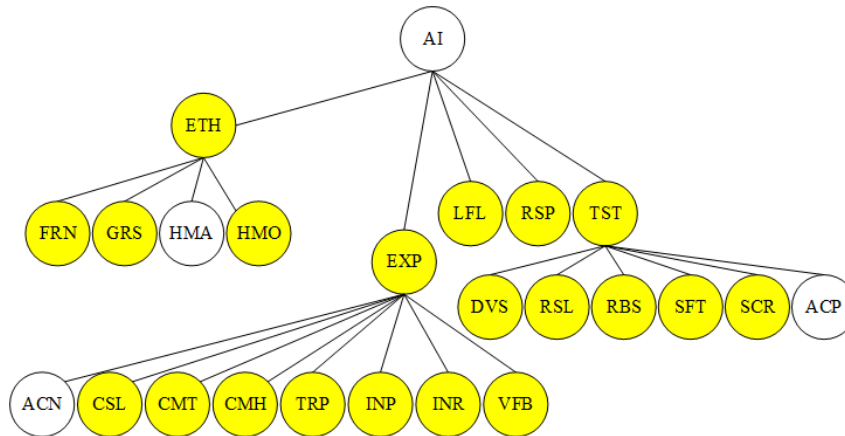 AI
ETH
FRN GRS HMA HMO
LFL RSP TST
EXP
DVS RSL RBS SFT SCR ACP
ACN CSL CMT CMH TRP INP INR VFB